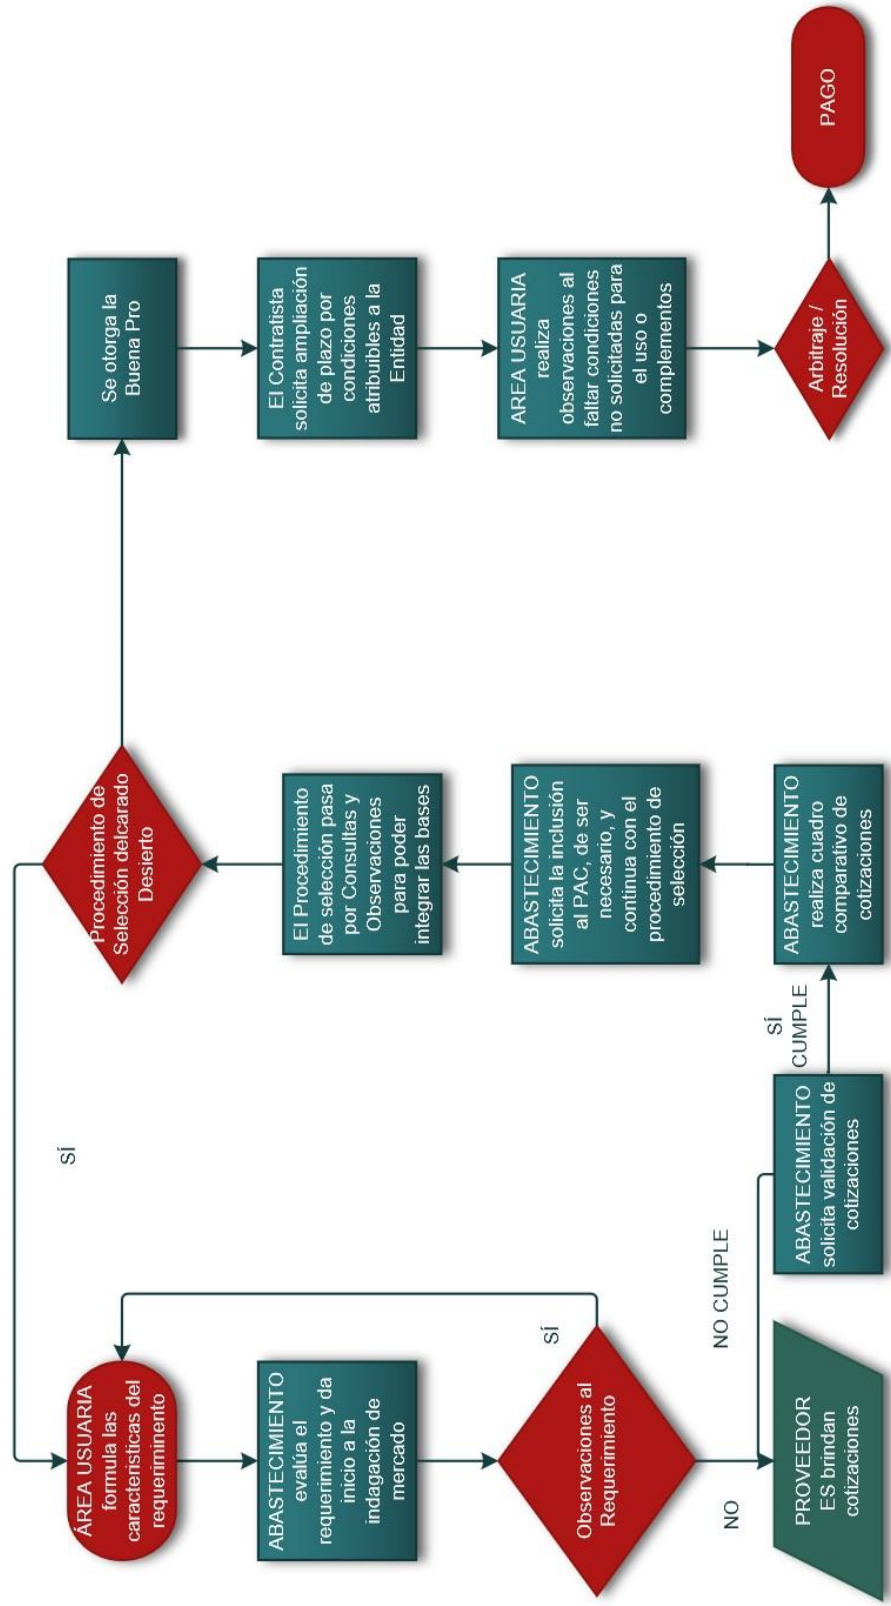 ÁREA USUARIA
formula las
características del
requeriminento
ABASTECIMIENTO
evalúa el
requerimiento y da
inicio a la
indagación de
mercado
Observaciones al
Requerimiento
SÍ
NO
PROVEEDOR
ES brindan
cotizaciones
NO CUMPLE
ABASTECIMIENTO
solicita validación de
cotizaciones
SÍ
CUMPLE
ABASTECIMIENTO
realiza cuadro
comparativo de
cotizaciones
ABASTECIMIENTO
solicita la inclusión
al PAC, de ser
necesario, y
continua con el
procedimiento de
selección
El Procedimiento
de selección pasa
por Consultas y
Observaciones
para poder
integrar las bases
Procedimiento de
Selección delcarado
Desierto
SÍ
Se otorga la
Buena Pro
El Contratista
solicita ampliación
de plazo por
condiciones
atribuibles a la
Entidad
AREA USUARIA
realiza
observaciones al
faltar condiciones
no solicitadas para
el uso o
complementos
Arbitraje /
Resolución
PAGO